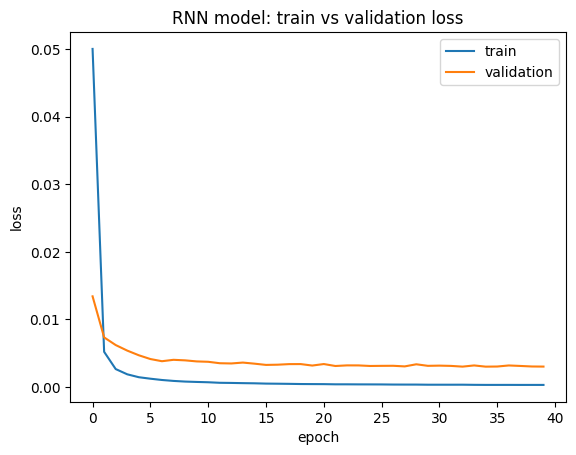 RNN model: train vs validation loss
train
validation
0.05
0.04
0.03
0.02
0.01
0.00
loss
0 5 10 15 20 25 30 35 40
epoch